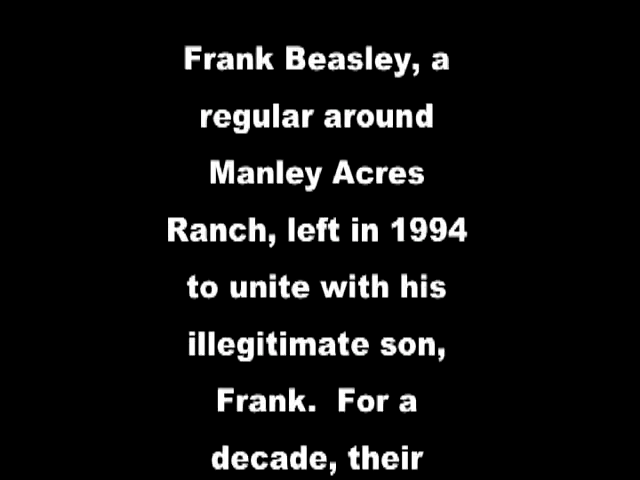 Frank Beasley, a
regular around
Manley Acres
Ranch, left in 1994
to unite with his
illegitimate son,
Frank.  For a
decade, their